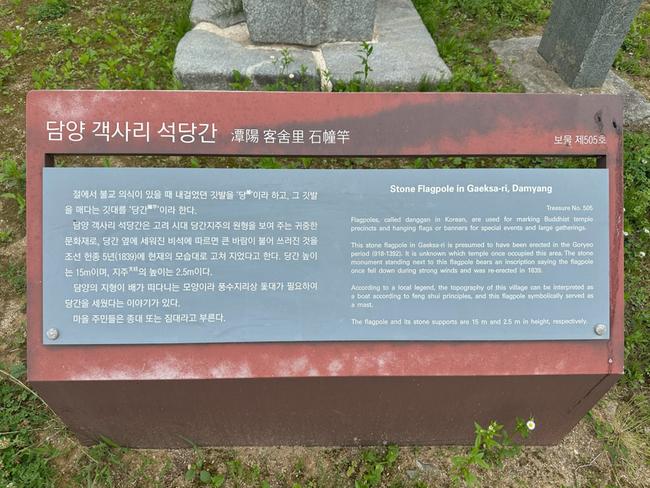 담양 객사리 석당간 潭陽 客舍里 石幢竿
보물 제505호
절에서 불교 의식이 있을 때 내걸었던 깃발을 '당幢'이라 하고, 그 깃발
을 매다는 깃대를 '당간幢竿'이라 한다.
담양 객사리 석당간은 고려 시대 당간지주의 원형을 보여 주는 귀중한
문화재로, 당간 옆에 세워진 비석에 따르면 큰 바람이 불어 쓰러진 것을
조선 헌종 5년(1839)에 현재의 모습대로 고쳐 지었다고 한다. 당간 높이
는 15m이며, 지주支柱의 높이는 2.5m이다.
담양의 지형이 배가 떠다니는 모양이라 풍수지리상 돛대가 필요하여
당간을 세웠다는 이야기가 있다.
마을 주민들은 종대 또는 짐대라고 부른다.
Stone Flagpole in Gaeksa-ri, Damyang
Treasure No. 505
Flagpoles, called danggan in Korean, are used for marking Buddhist temple
precincts and hanging flags or banners for special events and large gatherings.
This stone flagpole in Gaeksa-ri is presumed to have been erected in the Goryeo
period (918-1392). It is unknown which temple once occupied this area. The stone
monument standing next to this flagpole bears an inscription saying the flagpole
once fell down during strong winds and was re-erected in 1839.
According to a local legend, the topography of this village can be interpreted as
a boat according to feng shui principles, and this flagpole symbolically served as
a mast.
The flagpole and its stone supports are 15 m and 2.5 m in height, respectively.